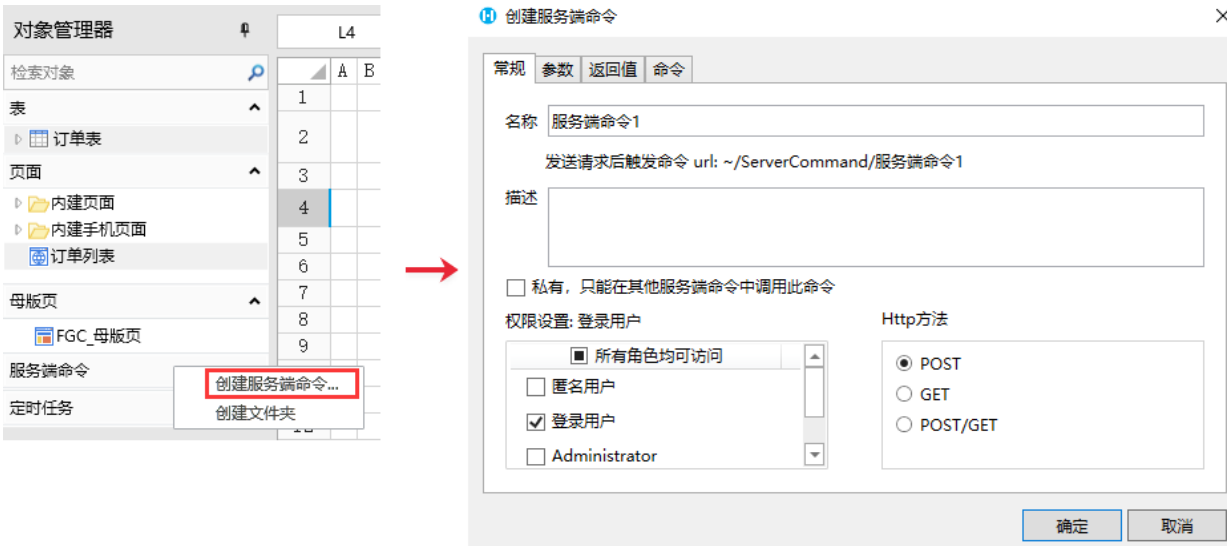 对象管理器
L4
检索对象
A B
表
1
订单表
2
页面
3
内建页面
4
内建手机页面
5
订单列表
6
7
母版页
8
FGC_母版页
9
服务端命令
创建服务端命令...
定时任务
创建文件夹
创建服务端命令
常规 参数 返回值 命令
名称 服务端命令1
发送请求后触发命令 url: ~/ServerCommand/服务端命令1
描述
私有，只能在其他服务端命令中调用此命令
权限设置: 登录用户
所有角色均可访问
匿名用户
登录用户
Administrator
Http方法
POST
GET
POST/GET
确定 取消